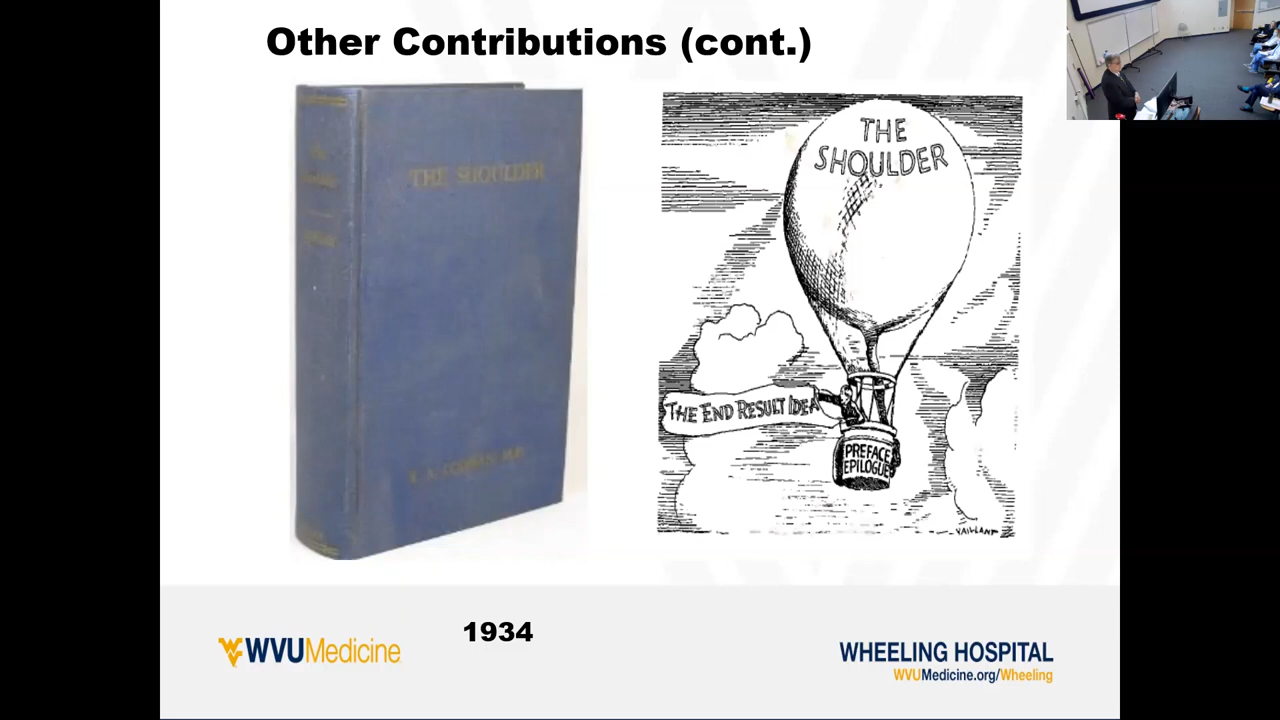 Other Contributions (cont.)
THE SHOULDER
THE
SHOULDER
THE END RESULT IDEA
PREFACE
EPILOGUE
VAILLANT
1934
WVUMedicine
WHEELING HOSPITAL
WVUMedicine.org/Wheeling